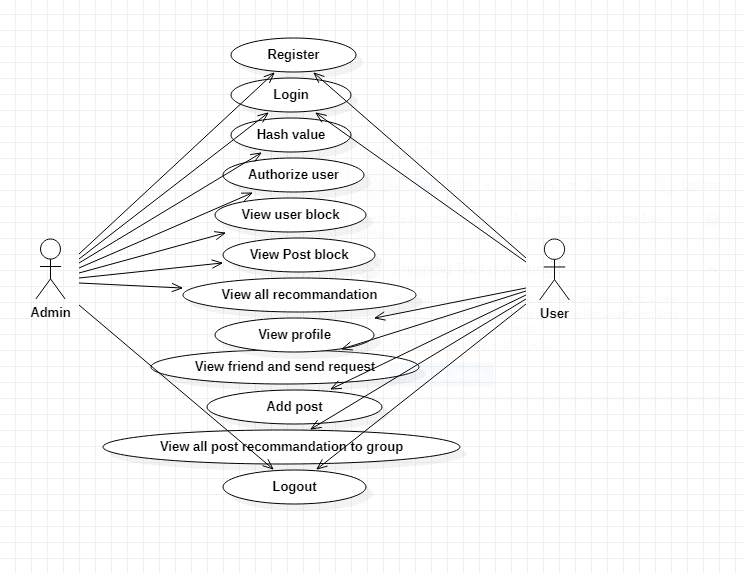 Register
Login
Hash value
Authorize user
View user block
View Post block
View all recommandation
Admin
User
View profile
View friend and send request
Add post
View all post recommandation to group
Logout